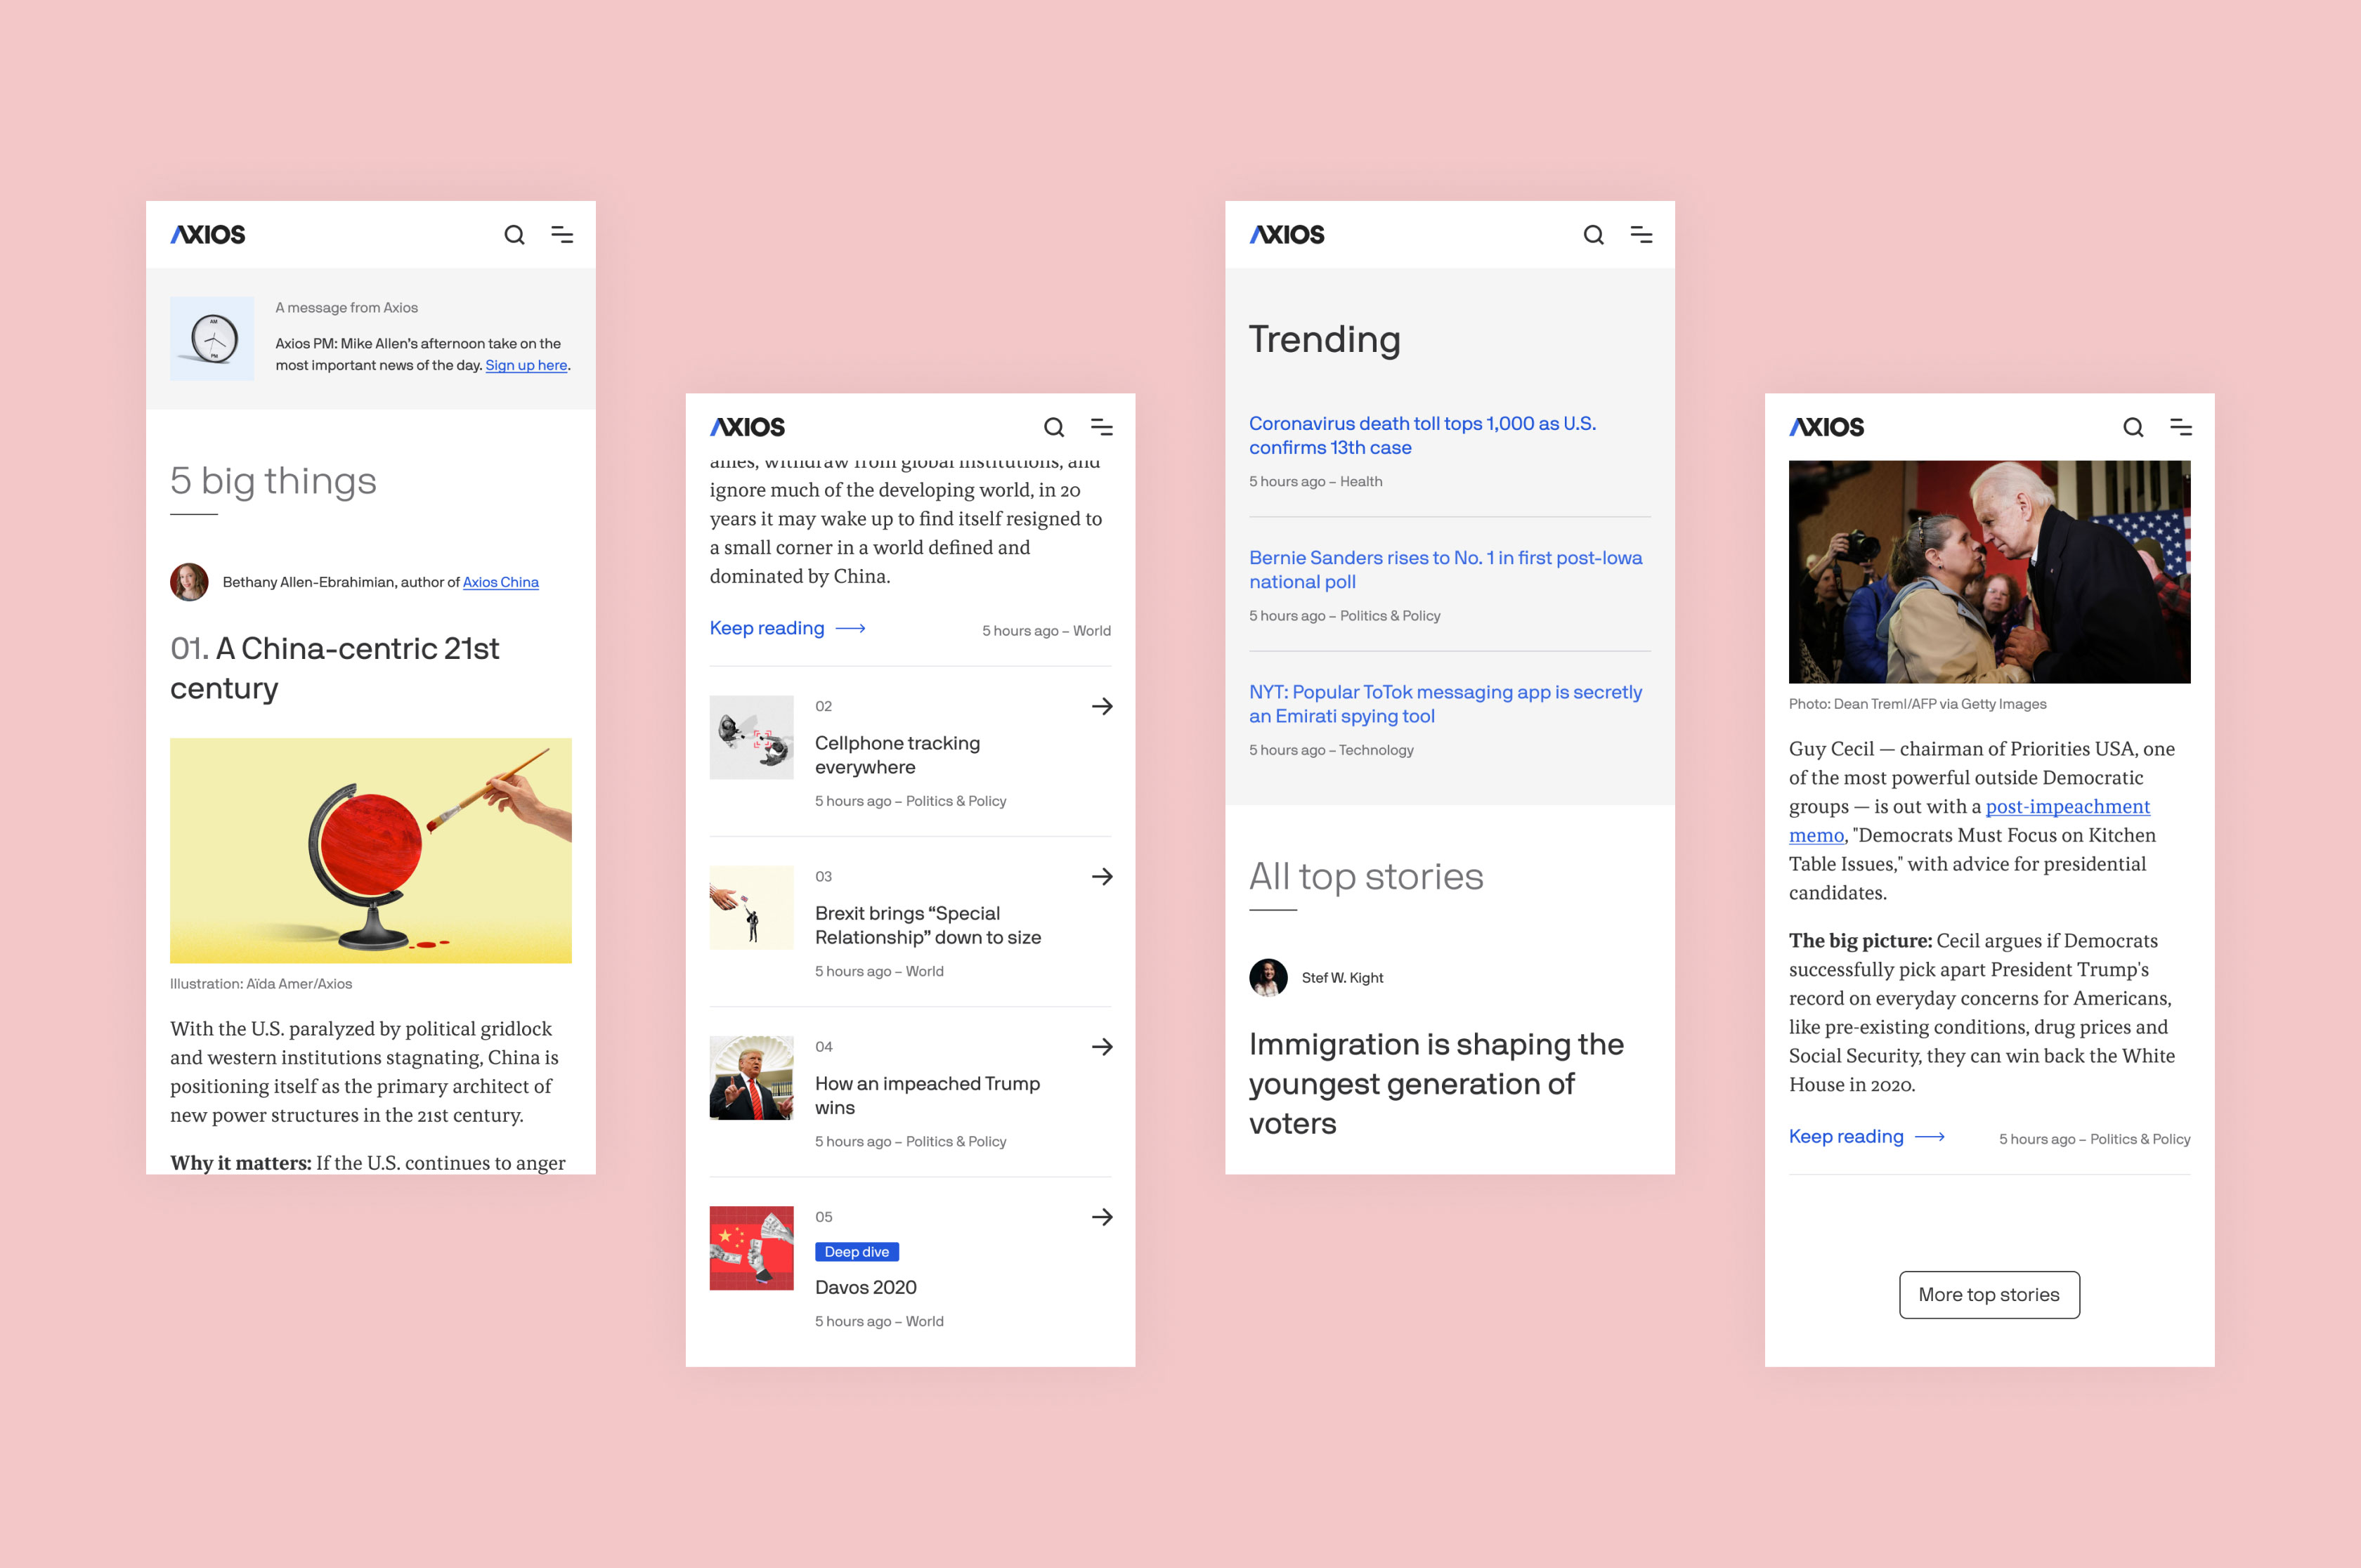 AXIOS
A message from Axios
Axios PM: Mike Allen's afternoon take on the
most important news of the day. Sign up here.
AM
PM
5 big things
Bethany Allen-Ebrahimian, author of Axios China
01. A China-centric 21st
century
Illustration: Aïda Amer/Axios
With the U.S. paralyzed by political gridlock
and western institutions stagnating, China is
positioning itself as the primary architect of
new power structures in the 21st century.
Why it matters: If the U.S. continues to anger
AXIOS
withdraw from global institutions, and
ignore much of the developing world, in 20
years it may wake up to find itself resigned to
a small corner in a world defined and
dominated by China.
Keep reading
5 hours ago – World
02
Cellphone tracking
everywhere
5 hours ago – Politics & Policy
03
Brexit brings “Special
Relationship” down to size
5 hours ago – World
04
How an impeached Trump
wins
5 hours ago – Politics & Policy
05
Deep dive
Davos 2020
5 hours ago – World
AXIOS
Trending
Coronavirus death toll tops 1,000 as U.S.
confirms 13th case
5 hours ago – Health
Bernie Sanders rises to No. 1 in first post-Iowa
national poll
5 hours ago – Politics & Policy
NYT: Popular ToTok messaging app is secretly
an Emirati spying tool
5 hours ago – Technology
All top stories
Stef W. Kight
Immigration is shaping the
youngest generation of
voters
AXIOS
Photo: Dean Treml/AFP via Getty Images
Guy Cecil — chairman of Priorities USA, one
of the most powerful outside Democratic
groups — is out with a post-impeachment
memo, "Democrats Must Focus on Kitchen
Table Issues," with advice for presidential
candidates.
The big picture: Cecil argues if Democrats
successfully pick apart President Trump's
record on everyday concerns for Americans,
like pre-existing conditions, drug prices and
Social Security, they can win back the White
House in 2020.
Keep reading
5 hours ago – Politics & Policy
More top stories